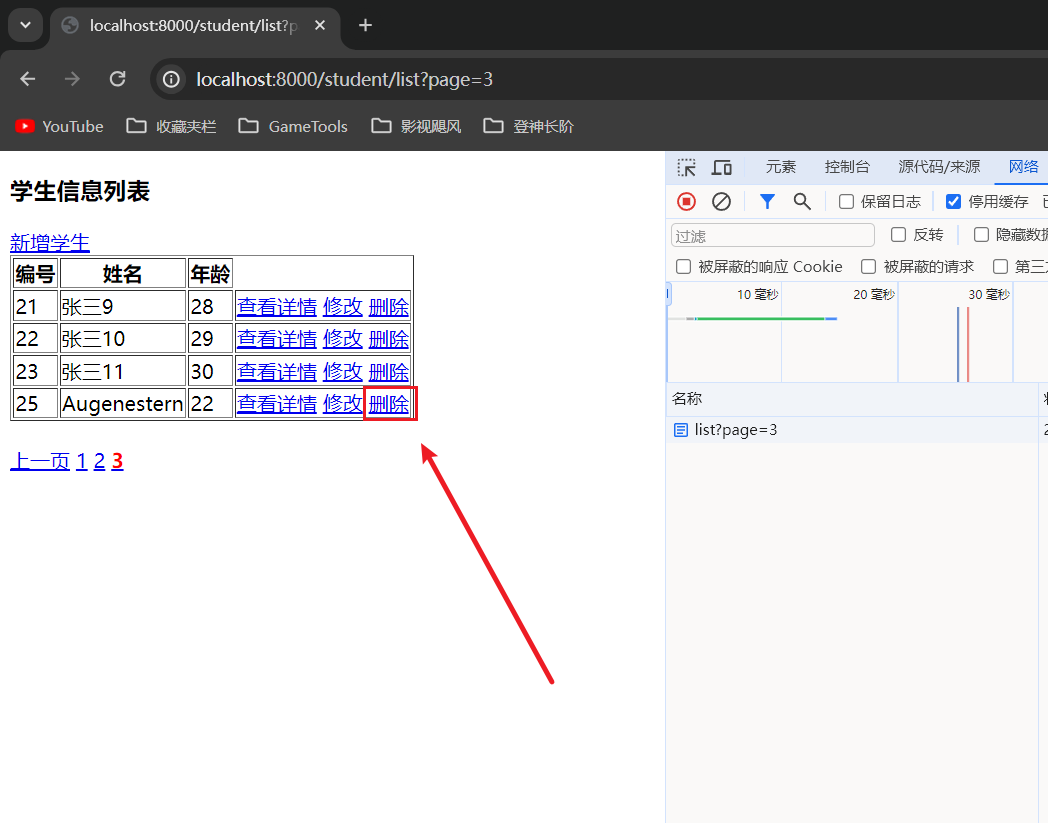 localhost:8000/student/list?p
localhost:8000/student/list?page=3
YouTube 收藏夹栏 GameTools 影视飓风 登神长阶
学生信息列表
新增学生
编号 姓名 年龄
21 张三9 28 查看详情 修改 删除
22 张三10 29 查看详情 修改 删除
23 张三11 30 查看详情 修改 删除
25 Augenestern 22 查看详情 修改 删除
上一页 1 2 3
元素 控制台 源代码/来源 网络
保留日志 停用缓存
过滤 反转 隐藏数据
被屏蔽的响应 Cookie 被屏蔽的请求 第三
10 毫秒 20 毫秒 30 毫秒
名称
list?page=3